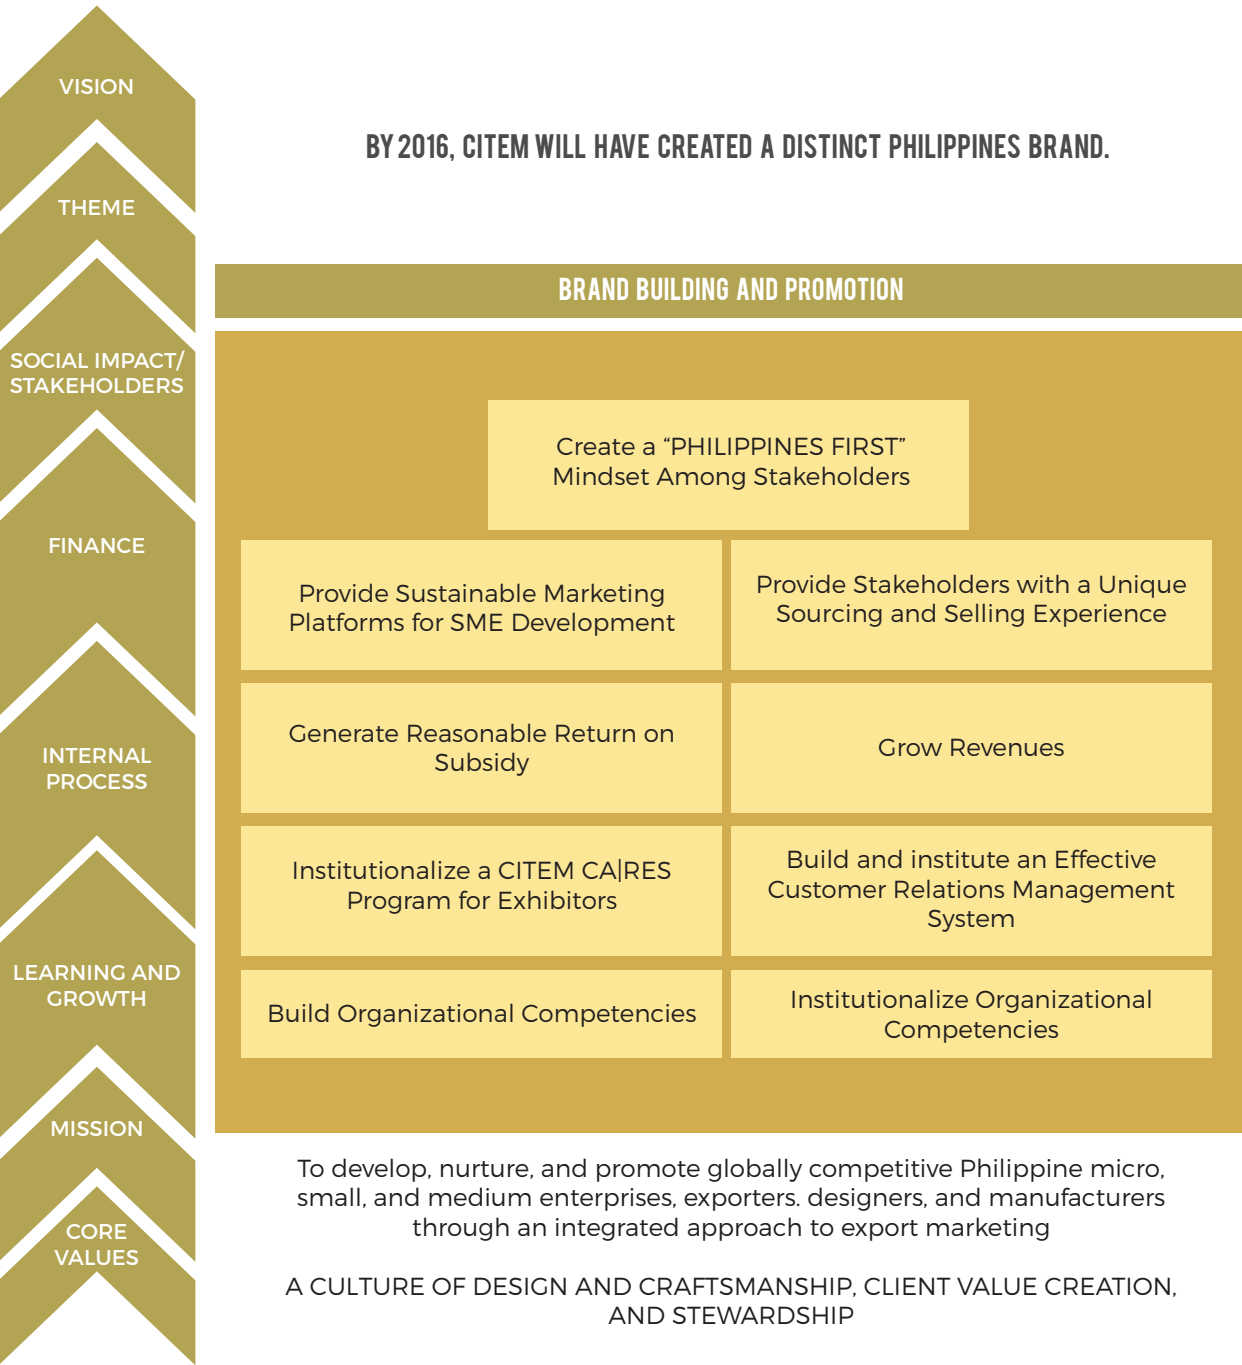 VISION
BY 2016, CITEM WILL HAVE CREATED A DISTINCT PHILIPPINES BRAND.
THEME
BRAND BUILDING AND PROMOTION
SOCIAL IMPACT/
STAKEHOLDERS
Create a “PHILIPPINES FIRST”
Mindset Among Stakeholders
Provide Sustainable Marketing
Platforms for SME Development
Provide Stakeholders with a Unique
Sourcing and Selling Experience
FINANCE
Generate Reasonable Return on
Subsidy
Grow Revenues
INTERNAL
PROCESS
Institutionalize a CITEM CA|RES
Program for Exhibitors
Build and institute an Effective
Customer Relations Management
System
LEARNING AND
GROWTH
Build Organizational Competencies
Institutionalize Organizational
Competencies
MISSION
To develop, nurture, and promote globally competitive Philippine micro,
small, and medium enterprises, exporters. designers, and manufacturers
through an integrated approach to export marketing
CORE
VALUES
A CULTURE OF DESIGN AND CRAFTSMANSHIP, CLIENT VALUE CREATION,
AND STEWARDSHIP